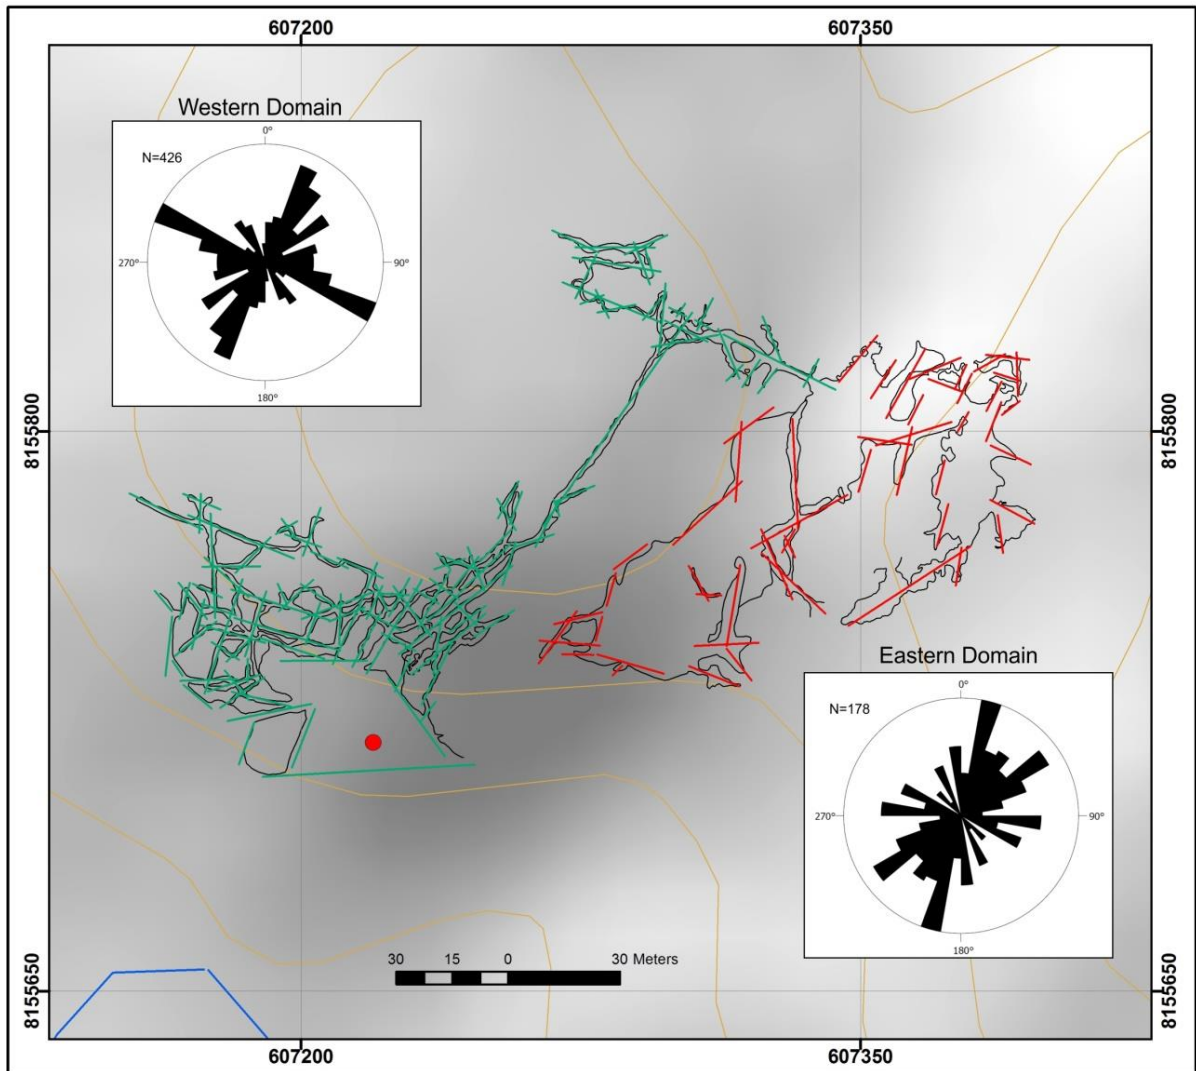 607200 607350
Western Domain
0°
N=426
270° 90°
180°
8155800 8155800
Eastern Domain
0°
N=178
270° 90°
180°
30 15 0 30 Meters
8155650 8155650
607200 607350